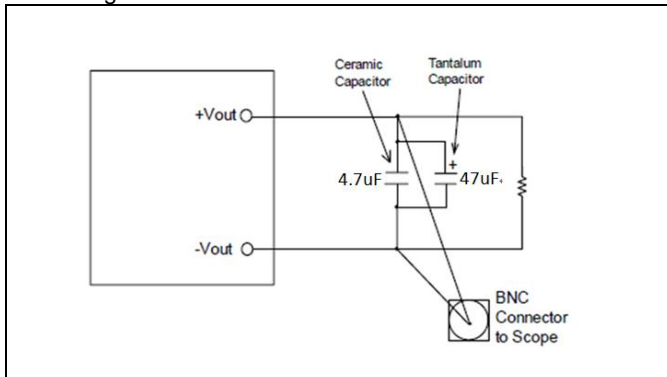 Ceramic
Capacitor
Tantalum
Capacitor
+Vout
+
4.7uF
47uF
-Vout
BNC
Connector
to Scope